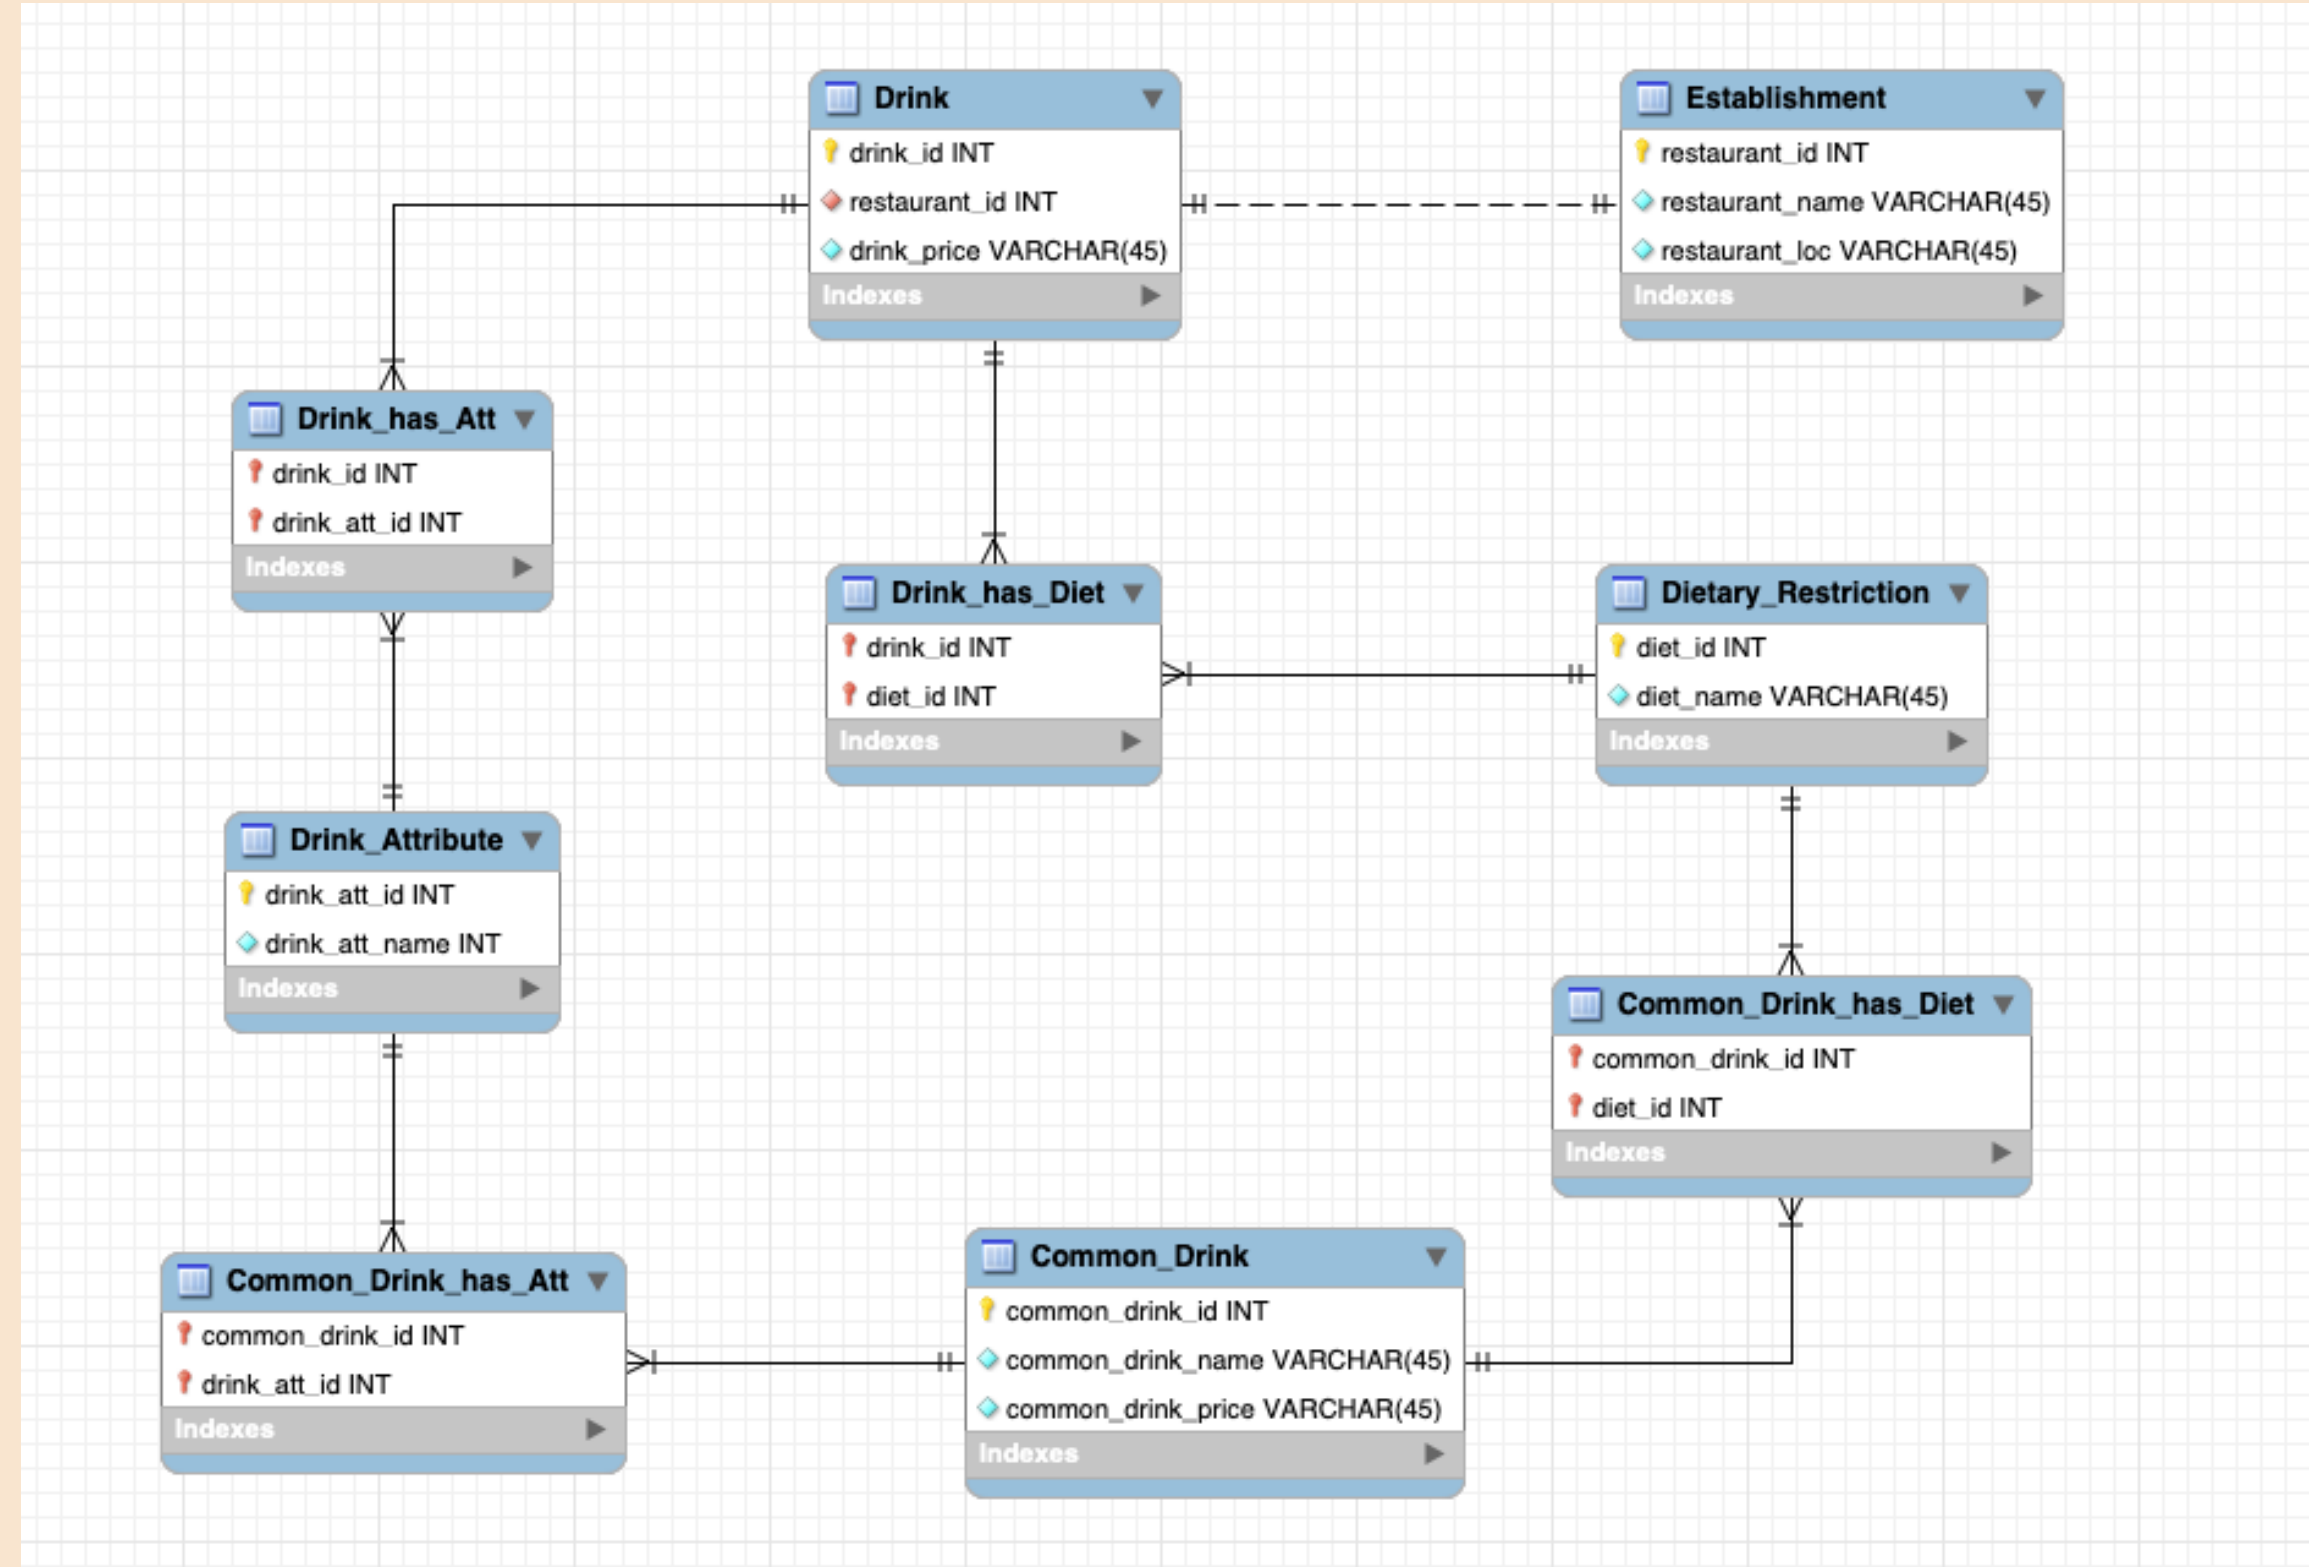 Drink
drink_id INT
restaurant_id INT
drink_price VARCHAR(45)
Indexes
Establishment
restaurant_id INT
restaurant_name VARCHAR(45)
restaurant_loc VARCHAR(45)
Indexes
Drink_has_Att
drink_id INT
drink_att_id INT
Indexes
Drink_has_Diet
drink_id INT
diet_id INT
Indexes
Dietary_Restriction
diet_id INT
diet_name VARCHAR(45)
Indexes
Drink_Attribute
drink_att_id INT
drink_att_name INT
Indexes
Common_Drink_has_Diet
common_drink_id INT
diet_id INT
Indexes
Common_Drink_has_Att
common_drink_id INT
drink_att_id INT
Indexes
Common_Drink
common_drink_id INT
common_drink_name VARCHAR(45)
common_drink_price VARCHAR(45)
Indexes